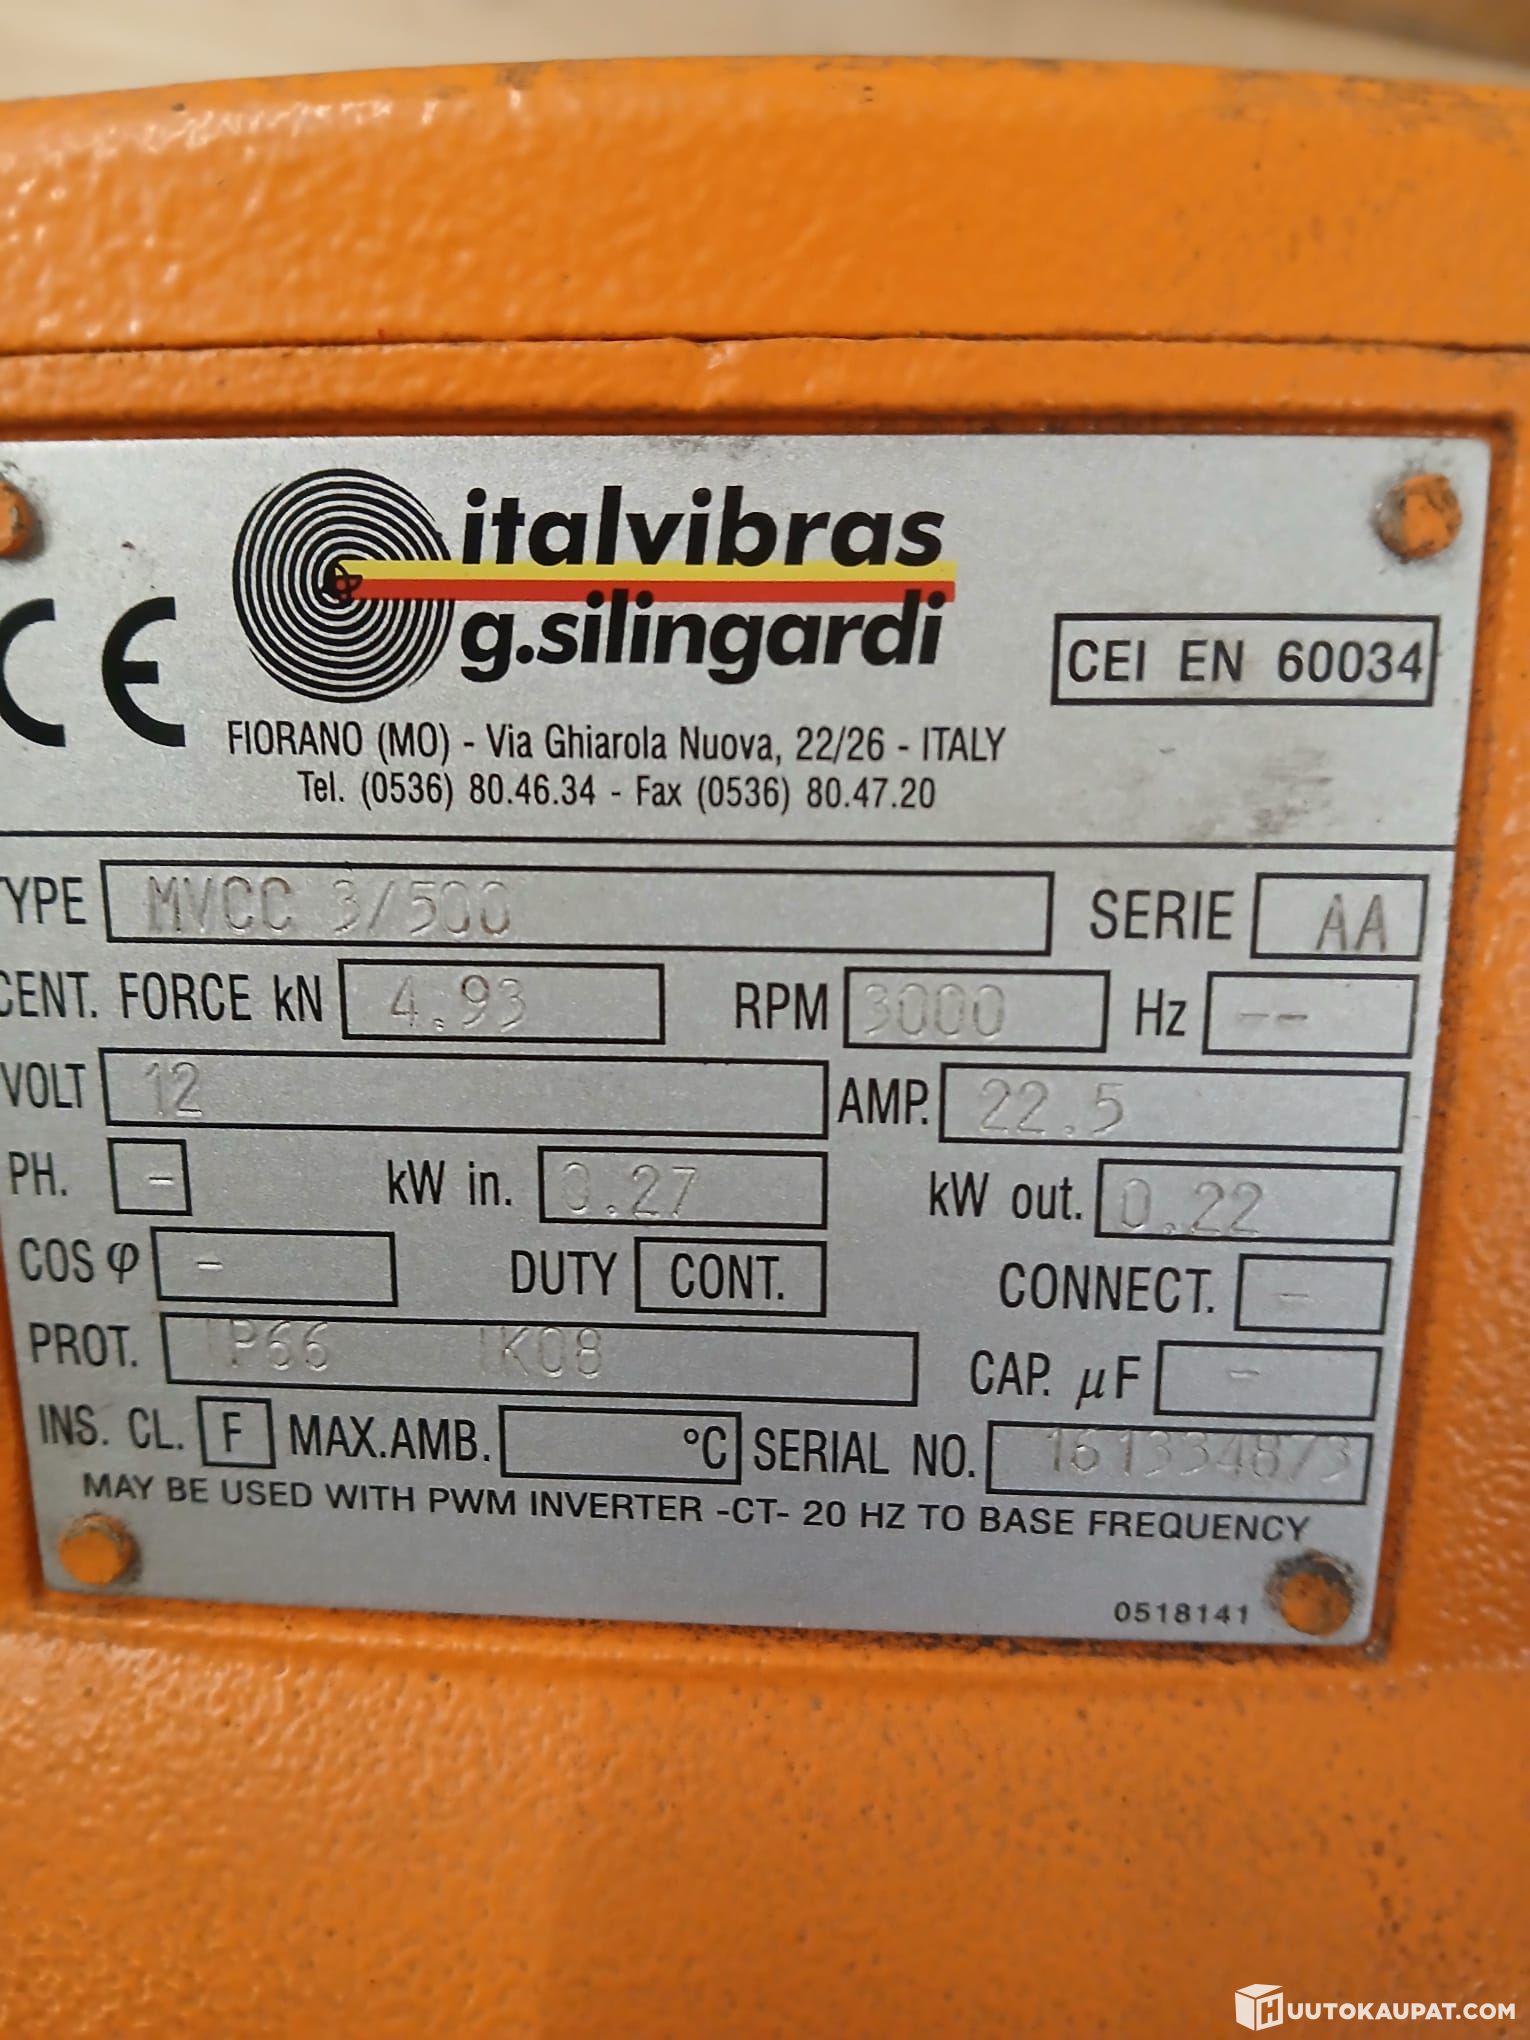 CE
italvibras
g.silingardi
CEI EN 60034
FIORANO (MO) - Via Ghiarola Nuova, 22/26 - ITALY
Tel. (0536) 80.46.34 - Fax (0536) 80.47.20
TYPE MVCC 3/500 SERIE AA
CENT. FORCE kN 4.93 RPM 3000 Hz --
VOLT 12 AMP. 22.5
PH. - kW in. 0.27 kW out. 0.22
COS φ - DUTY CONT. CONNECT. -
PROT. IP66 IK08 CAP. µF -
INS. CL. F MAX.AMB. °C SERIAL NO. 161334873
MAY BE USED WITH PWM INVERTER -CT- 20 HZ TO BASE FREQUENCY
0518141
HUUTOKAUPAT.COM